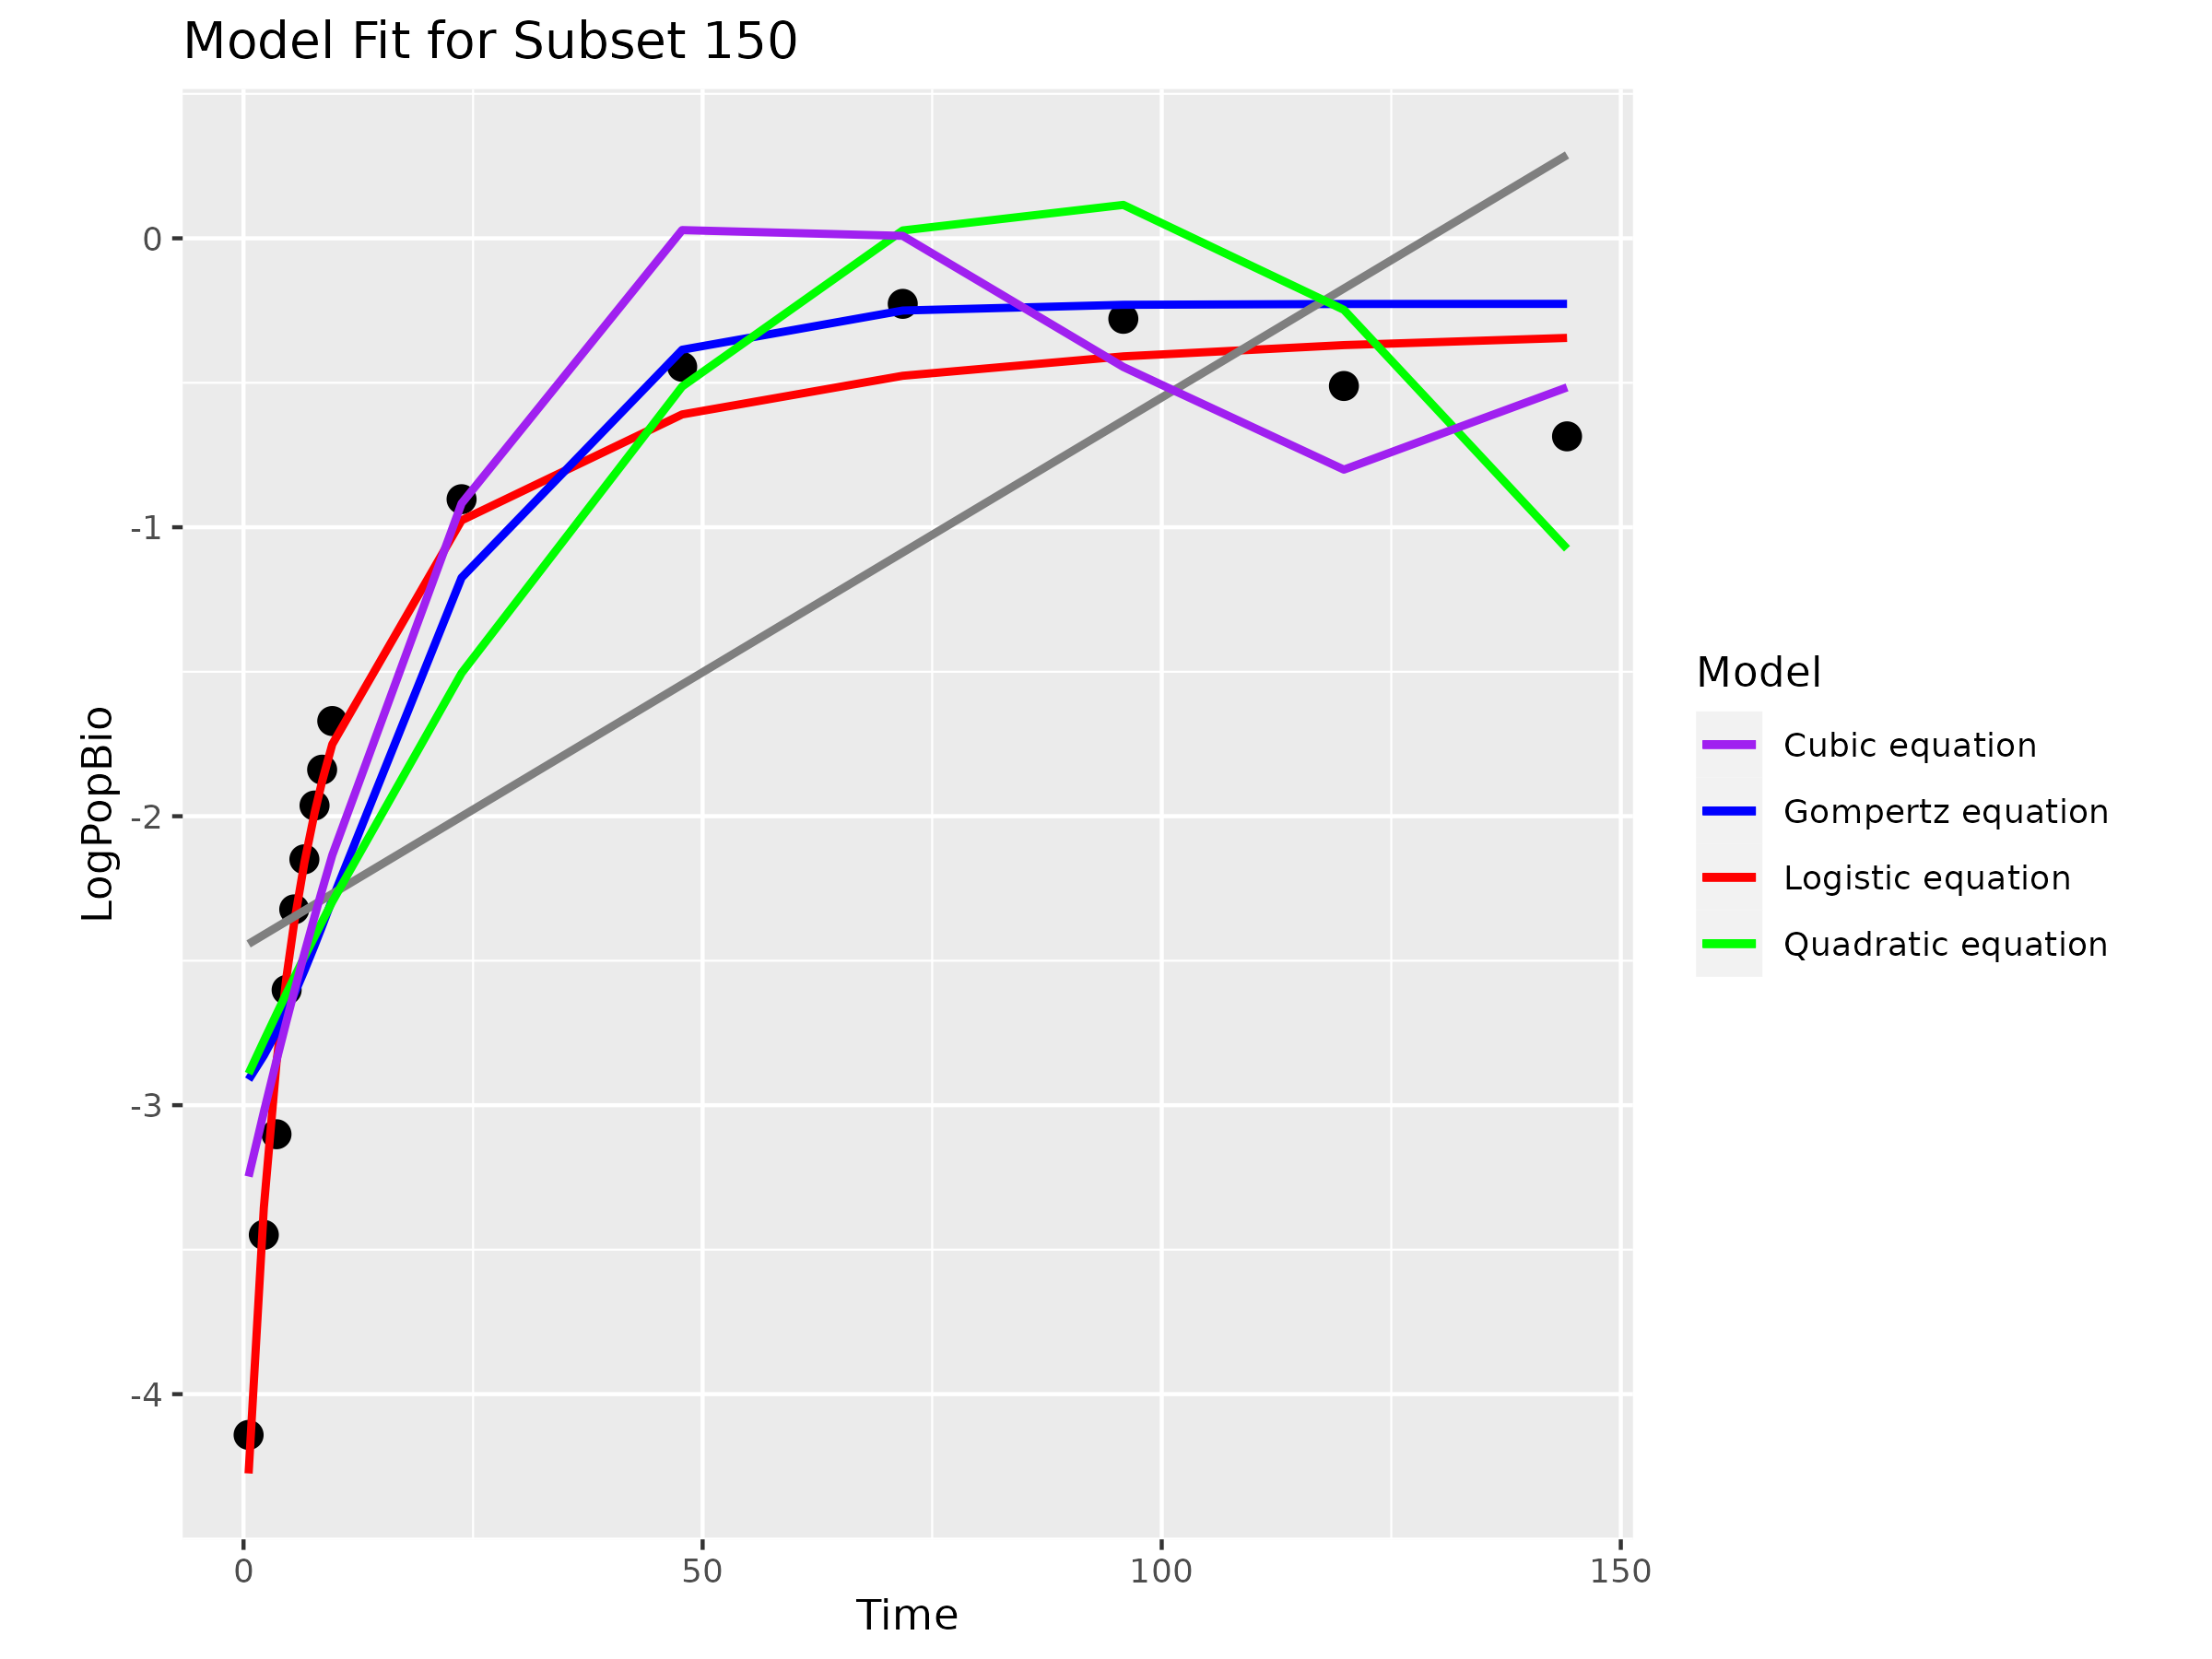 Model Fit for Subset 150
0
-1
-2
-3
-4
LogPopBio
0 50 100 150
Time
Model
Cubic equation
Gompertz equation
Logistic equation
Quadratic equation